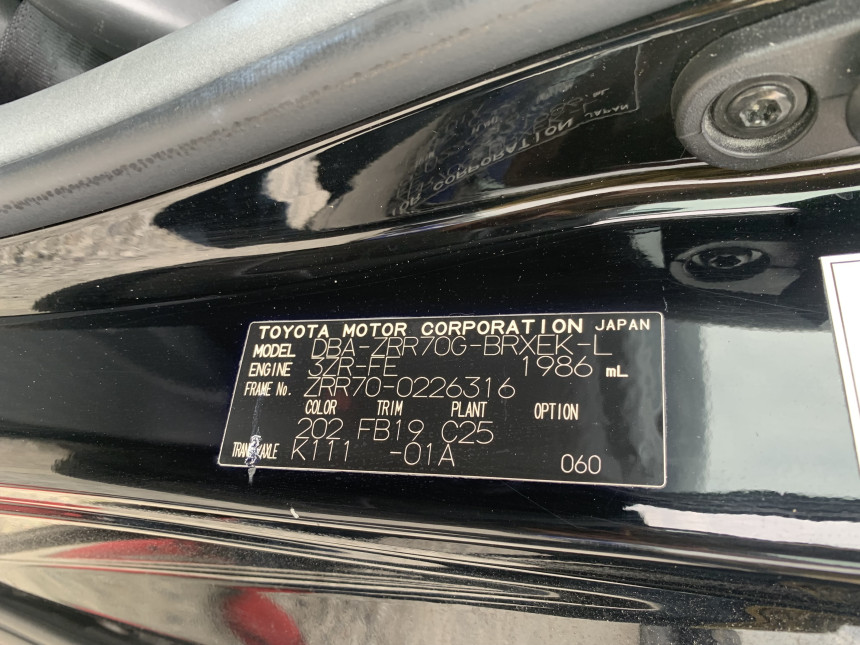 TOYOTA MOTOR CORPORATION JAPAN
MODEL DBA-ZRR70G-BRXEK-L
ENGINE 3ZR-FE 1986 mL
FRAME No. ZRR70-0226316
COLOR TRIM PLANT OPTION
202 FB19 C25
TRANSAXLE K111 -01A
060